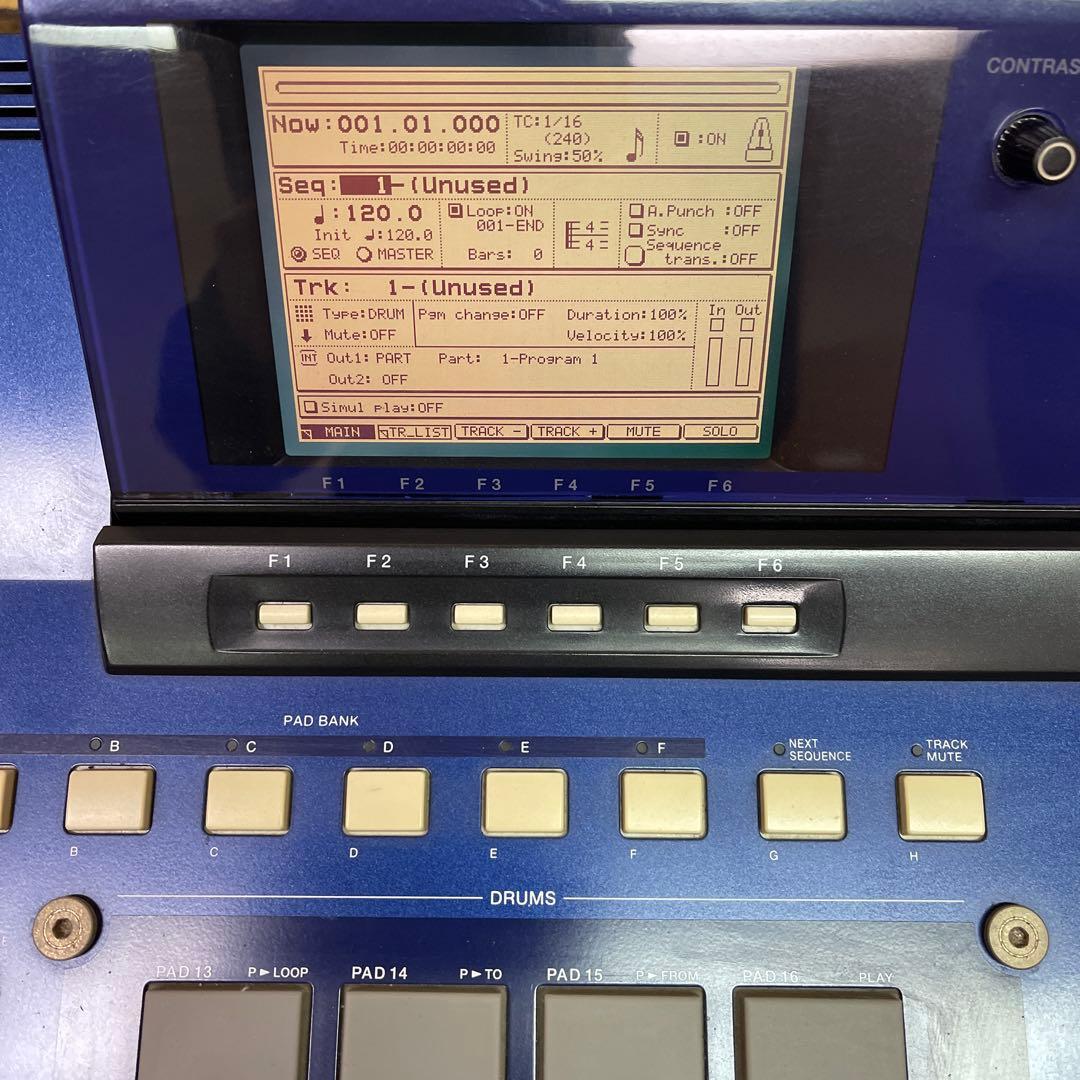 CONTRAS
Now:001.01.000
Time:00:00:00:00
TC:1/16
(240)
Swing:50%
:ON
Seq: 1-(Unused)
♩:120.0
Init ♩:120.0
SEQ MASTER
Loop:ON
001-END
Bars: 0
4
4
A.Punch :OFF
Sync :OFF
Sequence
trans.:OFF
Trk: 1-(Unused)
Type:DRUM
Mute:OFF
Pgm change:OFF
Duration:100%
Velocity:100%
In Out
INT Out1: PART Part: 1-Program 1
Out2: OFF
Simul play:OFF
MAIN TR_LIST TRACK - TRACK + MUTE SOLO
F1 F2 F3 F4 F5 F6
F1 F2 F3 F4 F5 F6
PAD BANK
B C D E F NEXT SEQUENCE TRACK MUTE
B C D E F G H
DRUMS
E
PAD 13 P►LOOP PAD 14 P►TO PAD 15 P►FROM PAD 16 PLAY